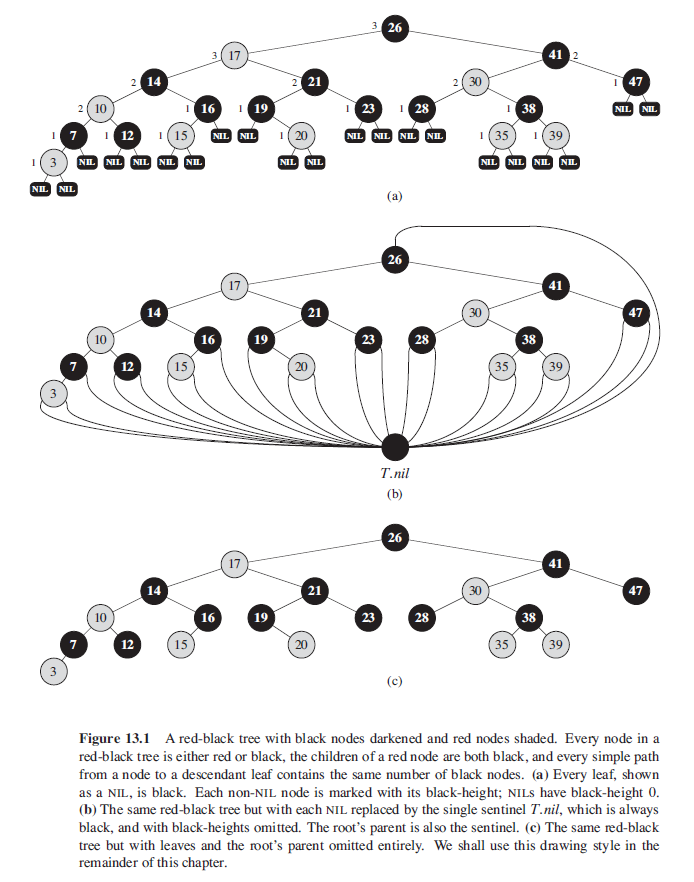 3 26
3 17 41 2
2 14 2 21 2 30 1 47
2 10 1 16 1 19 1 23 1 28 1 38 NIL NIL
1 7 1 12 1 15 NIL NIL 1 20 NIL NIL NIL NIL 1 35 1 39
1 3 NIL NIL NIL NIL NIL NIL NIL NIL NIL NIL NIL
NIL NIL
(a)
26
17 41
14 21 30 47
10 16 19 23 28 38
7 12 15 20 35 39
3
T.nil
(b)
26
17 41
14 21 30 47
10 16 19 23 28 38
7 12 15 20 35 39
3
(c)
Figure 13.1 A red-black tree with black nodes darkened and red nodes shaded. Every node in a
red-black tree is either red or black, the children of a red node are both black, and every simple path
from a node to a descendant leaf contains the same number of black nodes. (a) Every leaf, shown
as a NIL, is black. Each non-NIL node is marked with its black-height; NILs have black-height 0.
(b) The same red-black tree but with each NIL replaced by the single sentinel T.nil, which is always
black, and with black-heights omitted. The root's parent is also the sentinel. (c) The same red-black
tree but with leaves and the root's parent omitted entirely. We shall use this drawing style in the
remainder of this chapter.